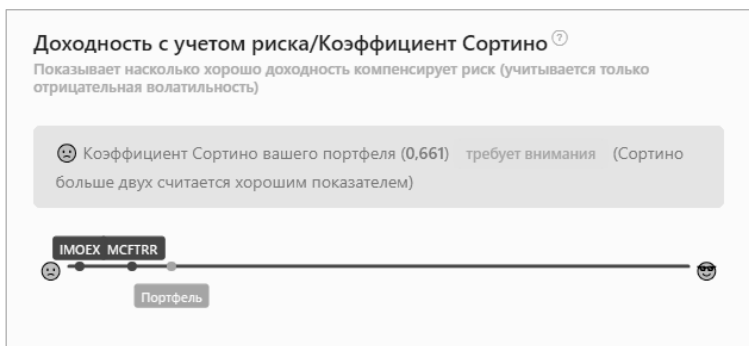 Доходность с учетом риска/Коэффициент Сортино ?
Показывает насколько хорошо доходность компенсирует риск (учитывается только
отрицательная волатильность)
Коэффициент Сортино вашего портфеля (0,661) требует внимания (Сортино
больше двух считается хорошим показателем)
IMOEX MCFTRR
Портфель